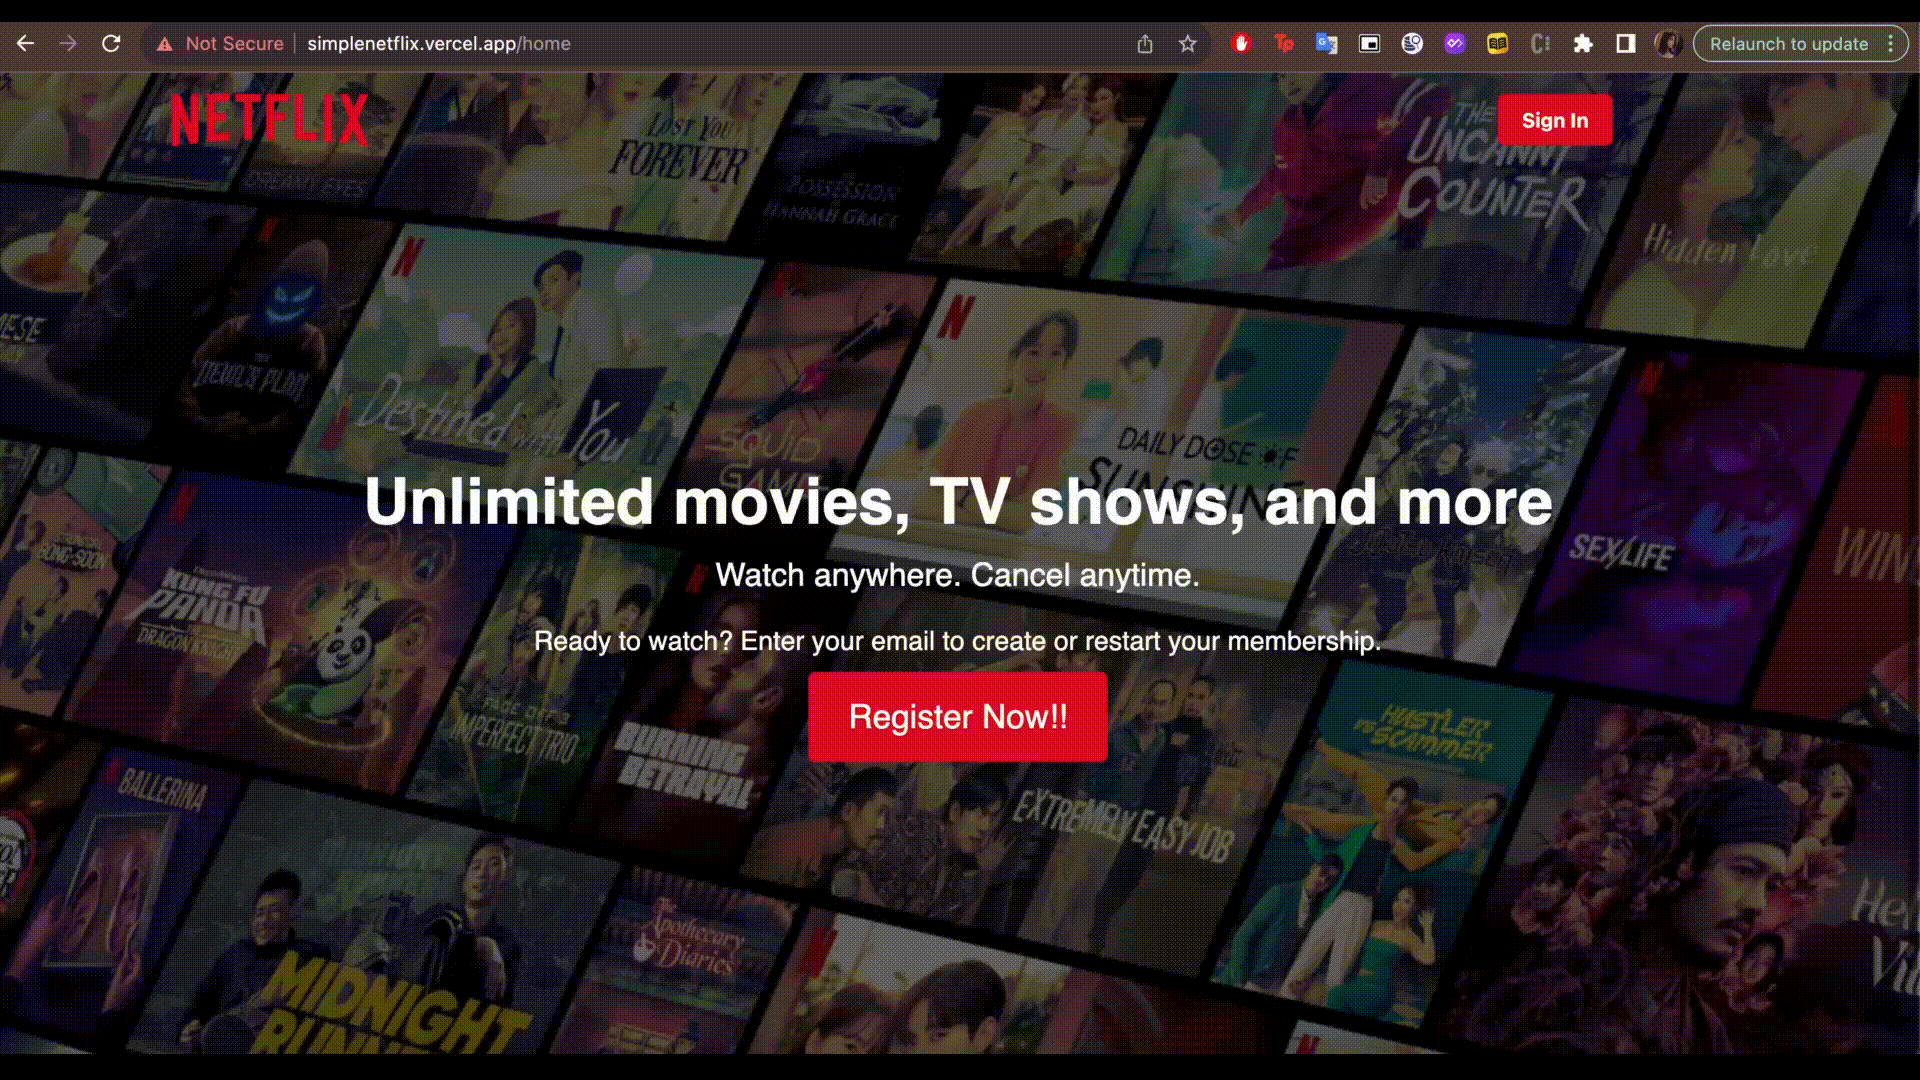 Not Secure simplenetflix.vercel.app/home
Relaunch to update
NETFLIX
Sign In
LOST YOU
FOREVER
DREAMY EYES
THE
POSSESSION
OF
HANNAH GRACE
THE
UNCANNY
COUNTER
Hidden Love
THE
DEVIL'S PLAN
Destined with You
SQUID
GAME
DAILY DOSE OF
SUNSHINE
Unlimited movies, TV shows, and more
Watch anywhere. Cancel anytime.
Ready to watch? Enter your email to create or restart your membership.
Register Now!!
BONG-SOON
KUNG FU
PANDA
DRAGON KNIGHT
IMPERFECT TRIO
BURNING
BETRAYAL
SEX/LIFE
HUSTLER
VS SCAMMER
EXTREMELY EASY JOB
BALLERINA
MIDNIGHT
The
Apothecary
Diaries